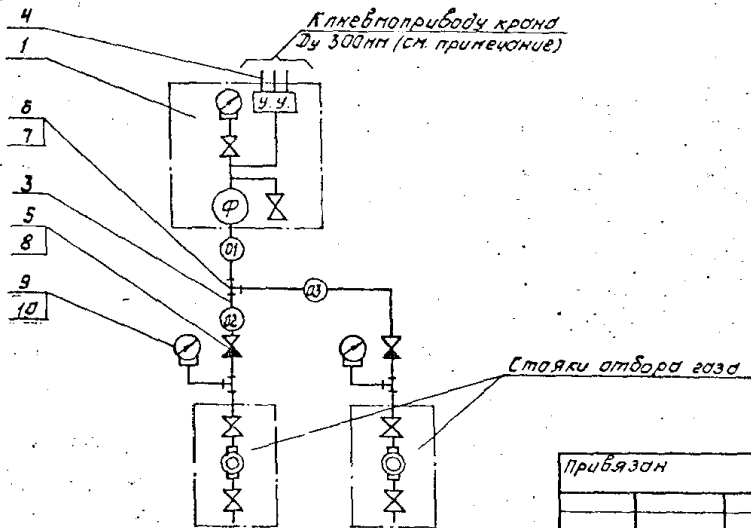 4
К пневмоприводу крана
Ду 300мм (см. примечание)
1
У. У.
6
7
3
5
8
9
10
Ф
01
03
02
Стояки отбора газа
Привязан